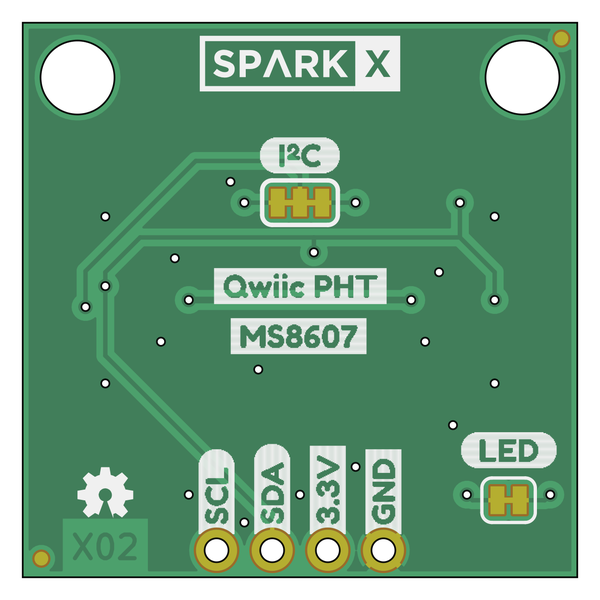 SPARK X
I²C
Qwiic PHT
MS8607
LED
SCL
SDA
3.3V
GND
X02